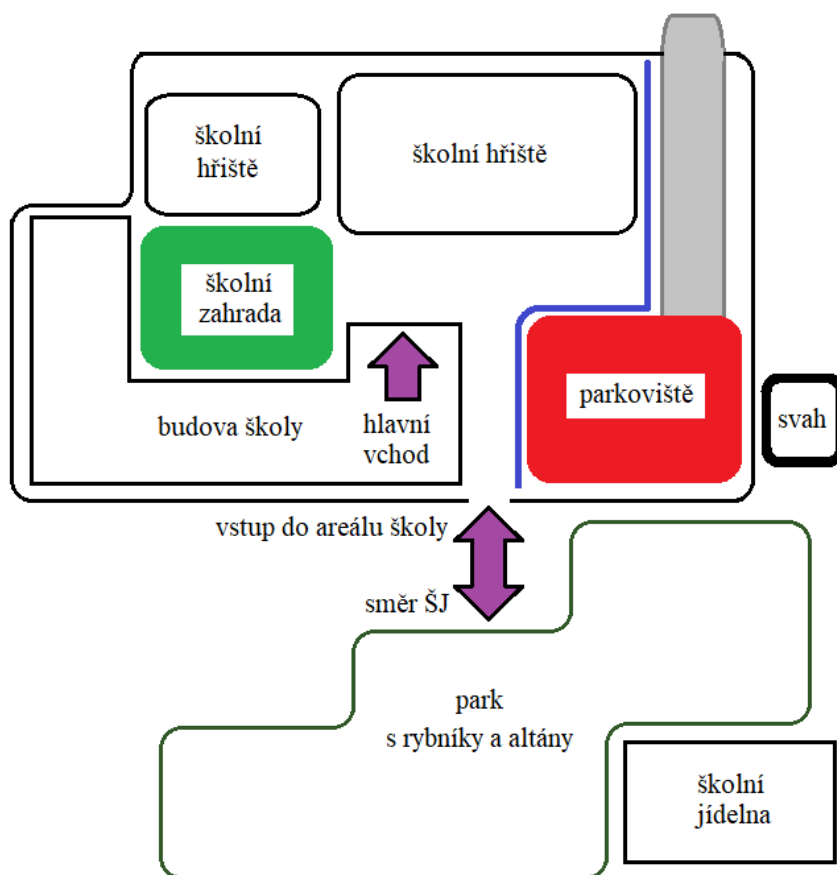 školní
hřiště
školní hřiště
školní
zahrada
parkoviště
svah
budova školy
hlavní
vchod
vstup do areálu školy
směr ŠJ
park
s rybníky a altány
školní
jídelna